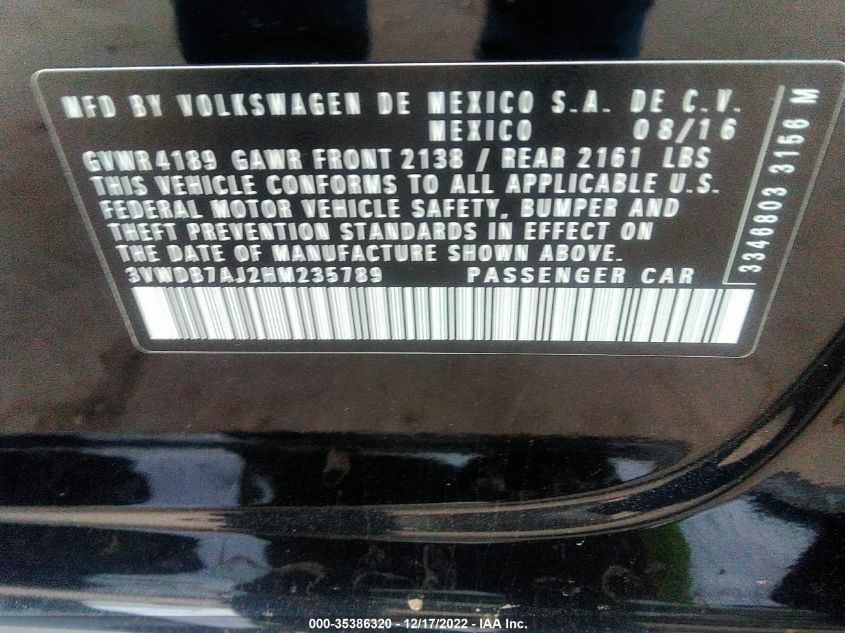 MFD BY VOLKSWAGEN DE MEXICO S.A. DE C.V.
MEXICO 08/16
GVWR4189 GAWR FRONT 2138 / REAR 2161 LBS
THIS VEHICLE CONFORMS TO ALL APPLICABLE U.S.
FEDERAL MOTOR VEHICLE SAFETY, BUMPER AND
THEFT PREVENTION STANDARDS IN EFFECT ON
THE DATE OF MANUFACTURE SHOWN ABOVE.
3VWDB7AJ2HM235789 PASSENGER CAR
3346803 3156 M
000-35386320 - 12/17/2022 - IAA Inc.